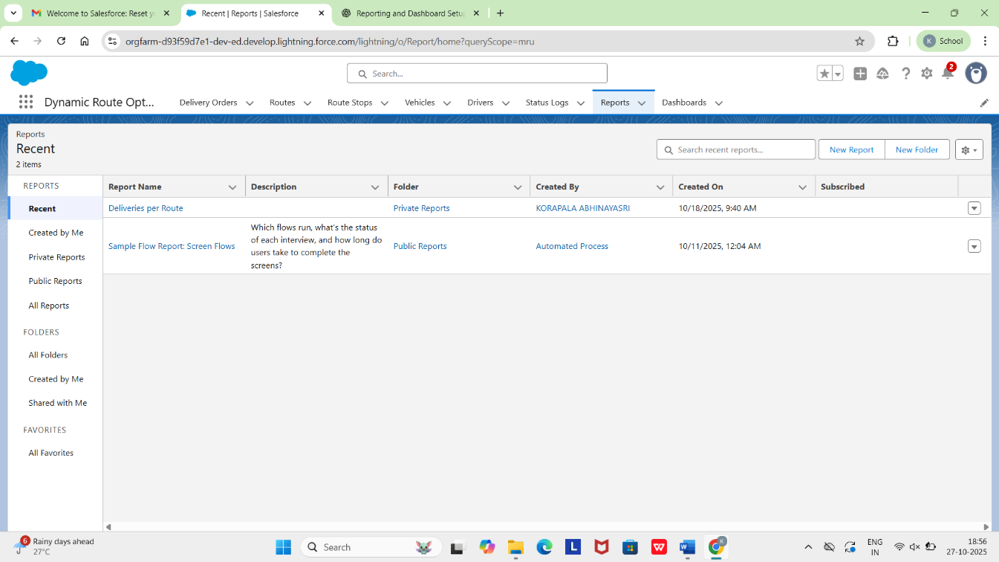 Welcome to Salesforce: Reset y
Recent | Reports | Salesforce
Reporting and Dashboard Setu
orgfarm-d93f59d7e1-dev-ed.develop.lightning.force.com/lightning/o/Report/home?queryScope=mru
K School
Search...
2
Dynamic Route Opt...
Delivery Orders
Routes
Route Stops
Vehicles
Drivers
Status Logs
Reports
Dashboards
Reports
Recent
2 items
Search recent reports...
New Report
New Folder
REPORTS
Recent
Created by Me
Private Reports
Public Reports
All Reports
FOLDERS
All Folders
Created by Me
Shared with Me
FAVORITES
All Favorites
Report Name
Description
Folder
Created By
Created On
Subscribed
Deliveries per Route
Private Reports
KORAPALA ABHINAYASRI
10/18/2025, 9:40 AM
Sample Flow Report: Screen Flows
Which flows run, what's the status
of each interview, and how long do
users take to complete the
screens?
Public Reports
Automated Process
10/11/2025, 12:04 AM
6
Rainy days ahead
27°C
Search
L
W
W
K
ENG
IN
18:56
27-10-2025